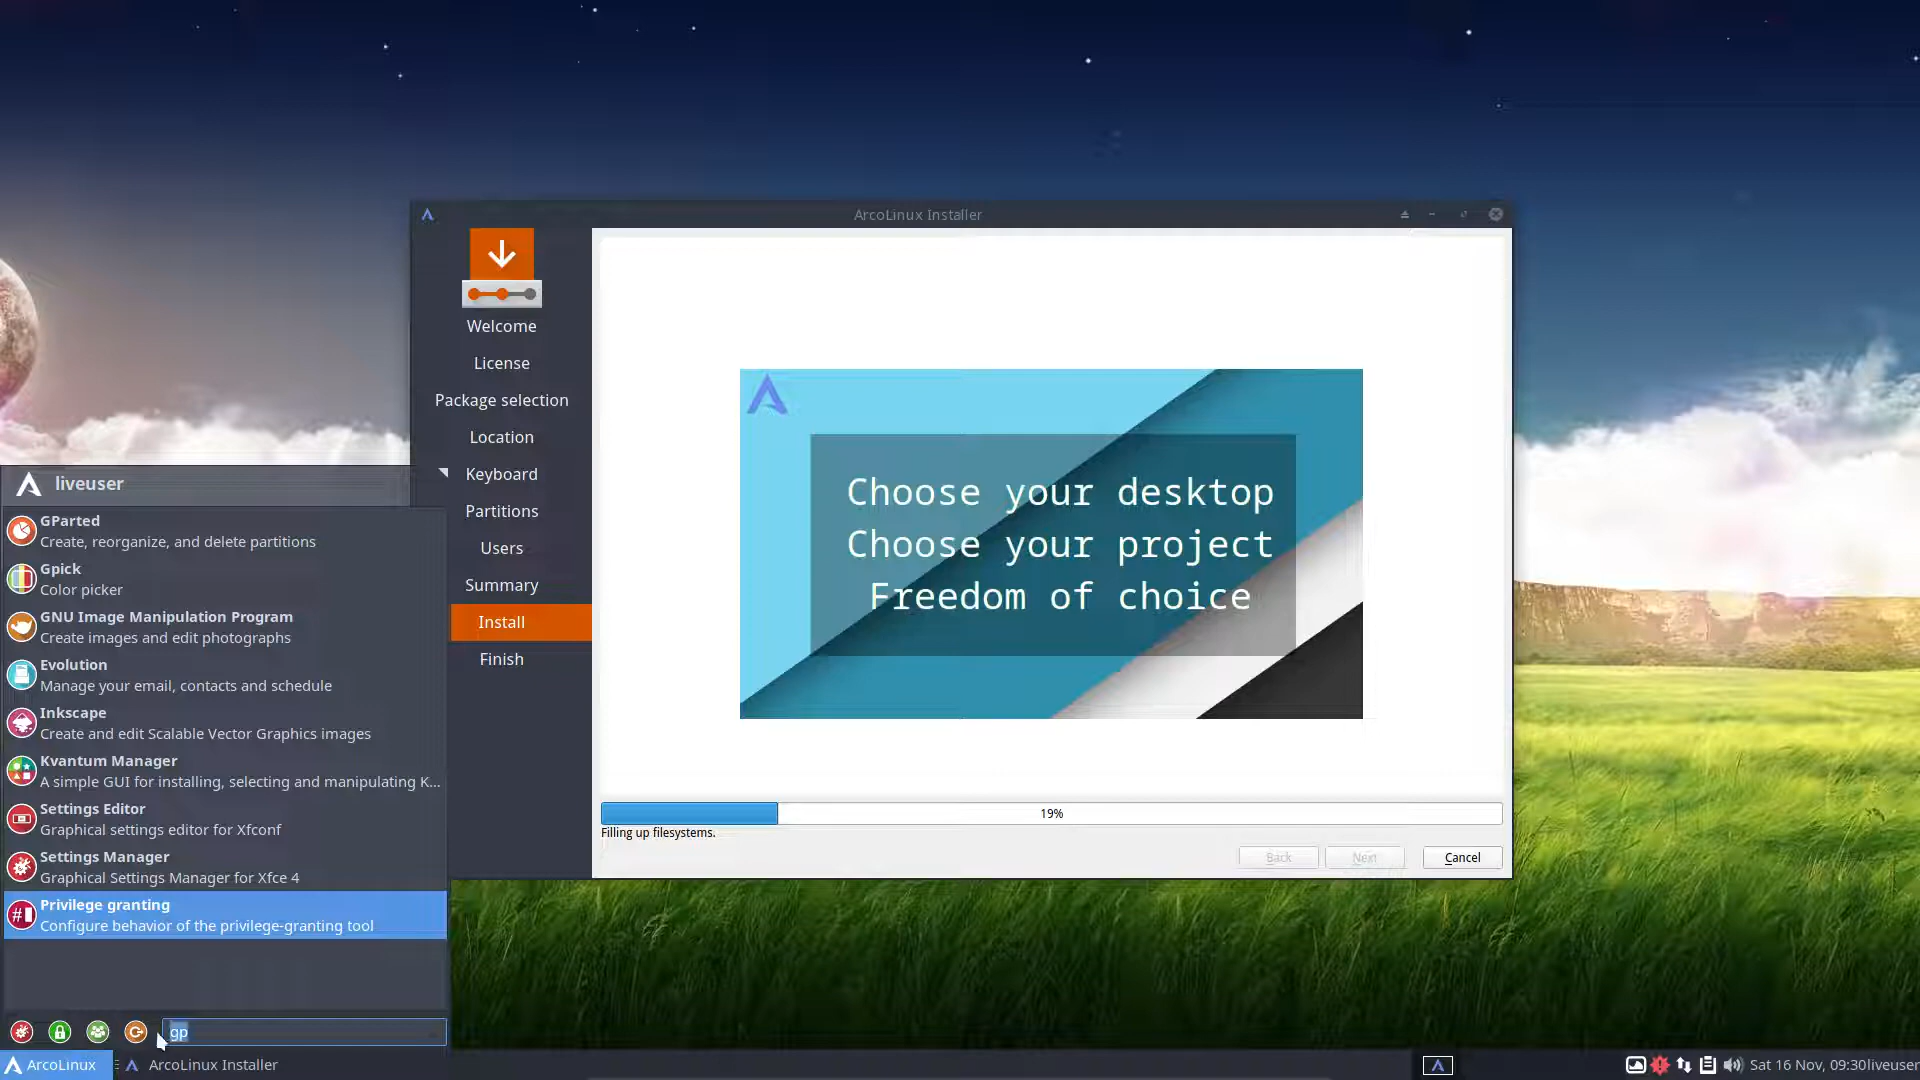 ArcoLinux Installer
Welcome
License
Package selection
Location
Keyboard
Partitions
Users
Summary
Install
Finish
Choose your desktop
Choose your project
Freedom of choice
19%
Filling up filesystems.
Back
Next
Cancel
liveuser
GParted
Create, reorganize, and delete partitions
Gpick
Color picker
GNU Image Manipulation Program
Create images and edit photographs
Evolution
Manage your email, contacts and schedule
Inkscape
Create and edit Scalable Vector Graphics images
Kvantum Manager
A simple GUI for installing, selecting and manipulating K...
Settings Editor
Graphical settings editor for Xfconf
Settings Manager
Graphical Settings Manager for Xfce 4
Privilege granting
Configure behavior of the privilege-granting tool
gp
ArcoLinux
ArcoLinux Installer
Sat 16 Nov, 09:30liveuser